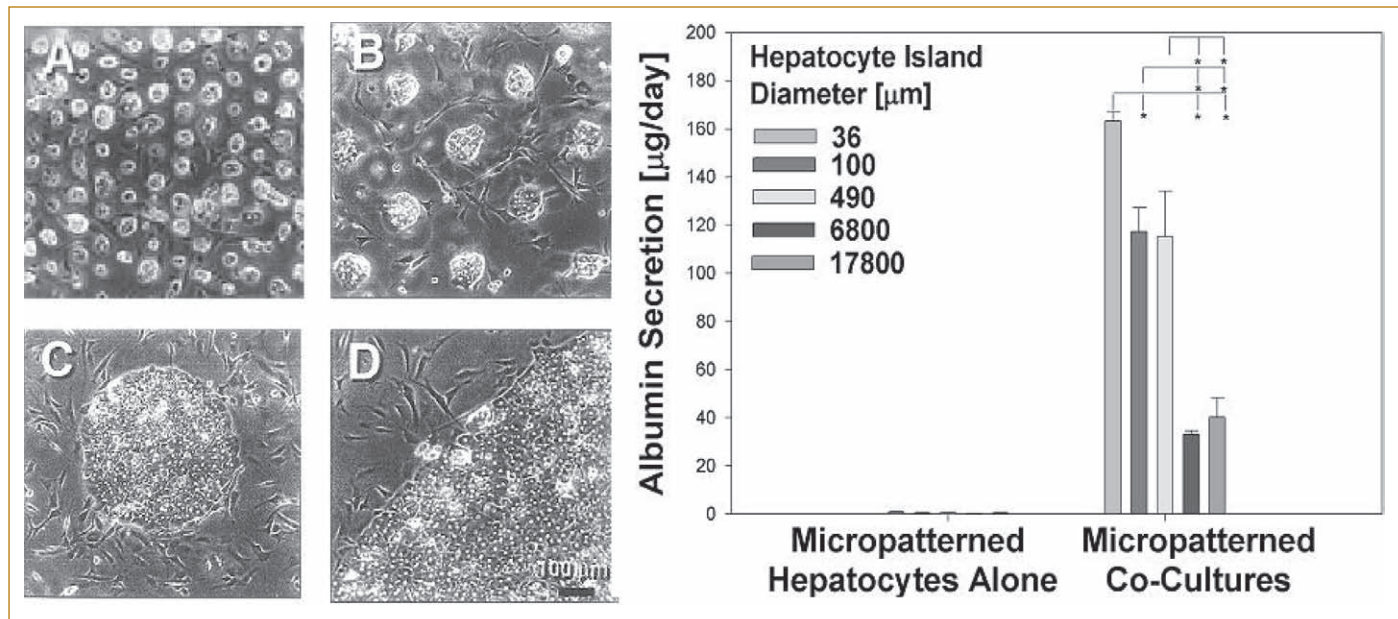 A
B
C
D
100 μm
Albumin Secretion [μg/day]
200
180
160
140
120
100
80
60
40
20
0
Hepatocyte Island
Diameter [μm]
36
100
490
6800
17800
* *
* *
* * *
Micropatterned
Hepatocytes Alone
Micropatterned
Co-Cultures